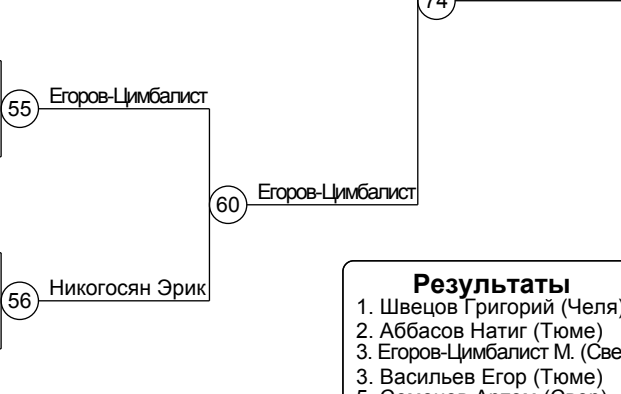 74
Егоров-Цимбалист
55
Егоров-Цимбалист
60
Никогосян Эрик
56
Результаты
1. Швецов Григорий (Челя)
2. Аббасов Натиг (Тюме)
3. Егоров-Цимбалист М. (Све
3. Васильев Егор (Тюме)